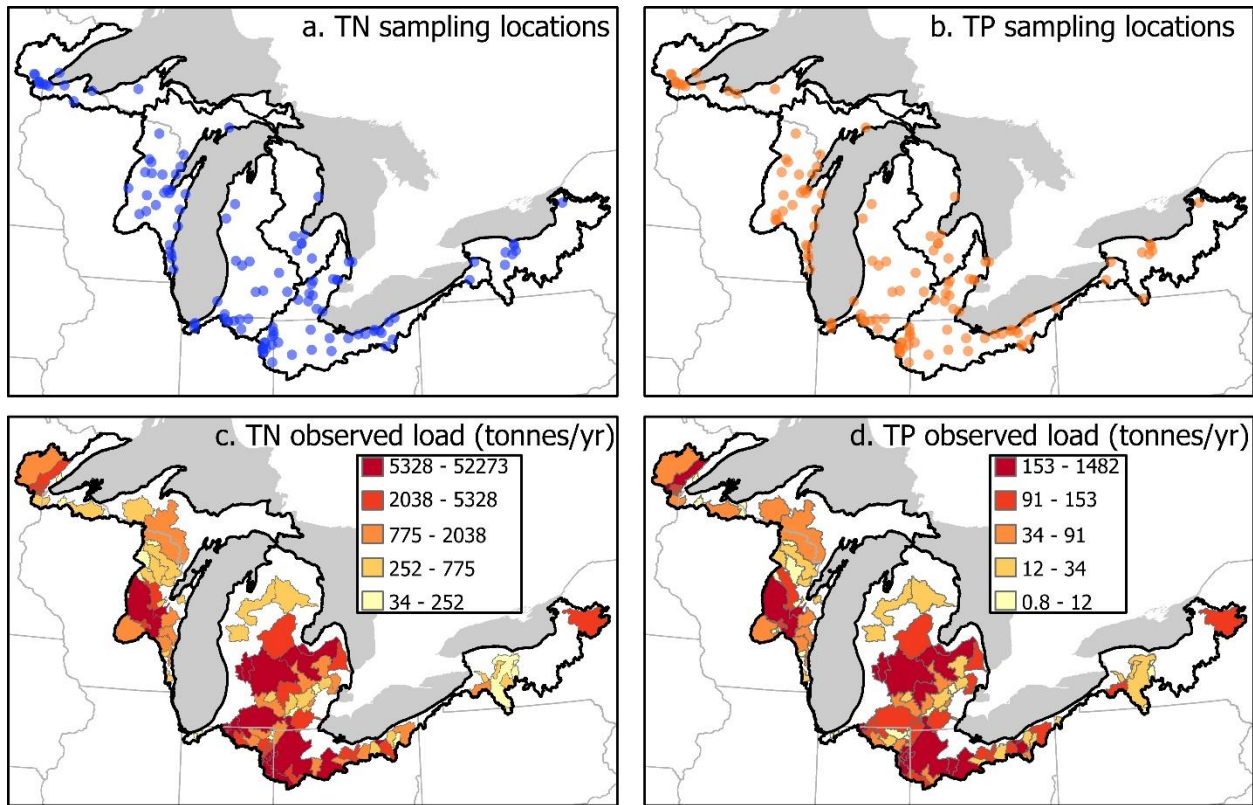 a. TN sampling locations
b. TP sampling locations
c. TN observed load (tonnes/yr)
5328 - 52273
2038 - 5328
775 - 2038
252 - 775
34 - 252
d. TP observed load (tonnes/yr)
153 - 1482
91 - 153
34 - 91
12 - 34
0.8 - 12